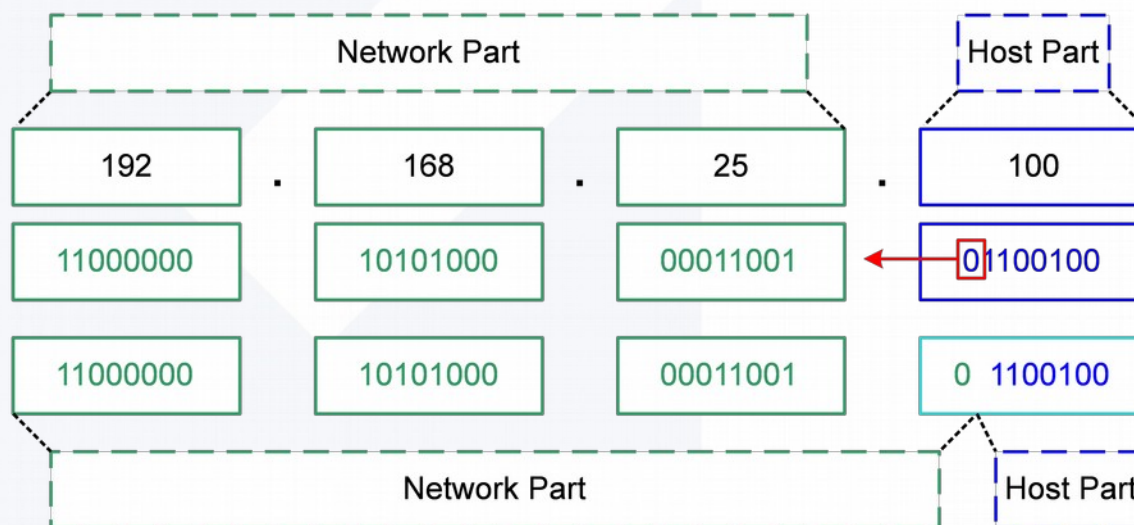 Network Part Host Part
192 . 168 . 25 . 100
11000000 10101000 00011001 01100100
11000000 10101000 00011001 0 1100100
Network Part Host Part